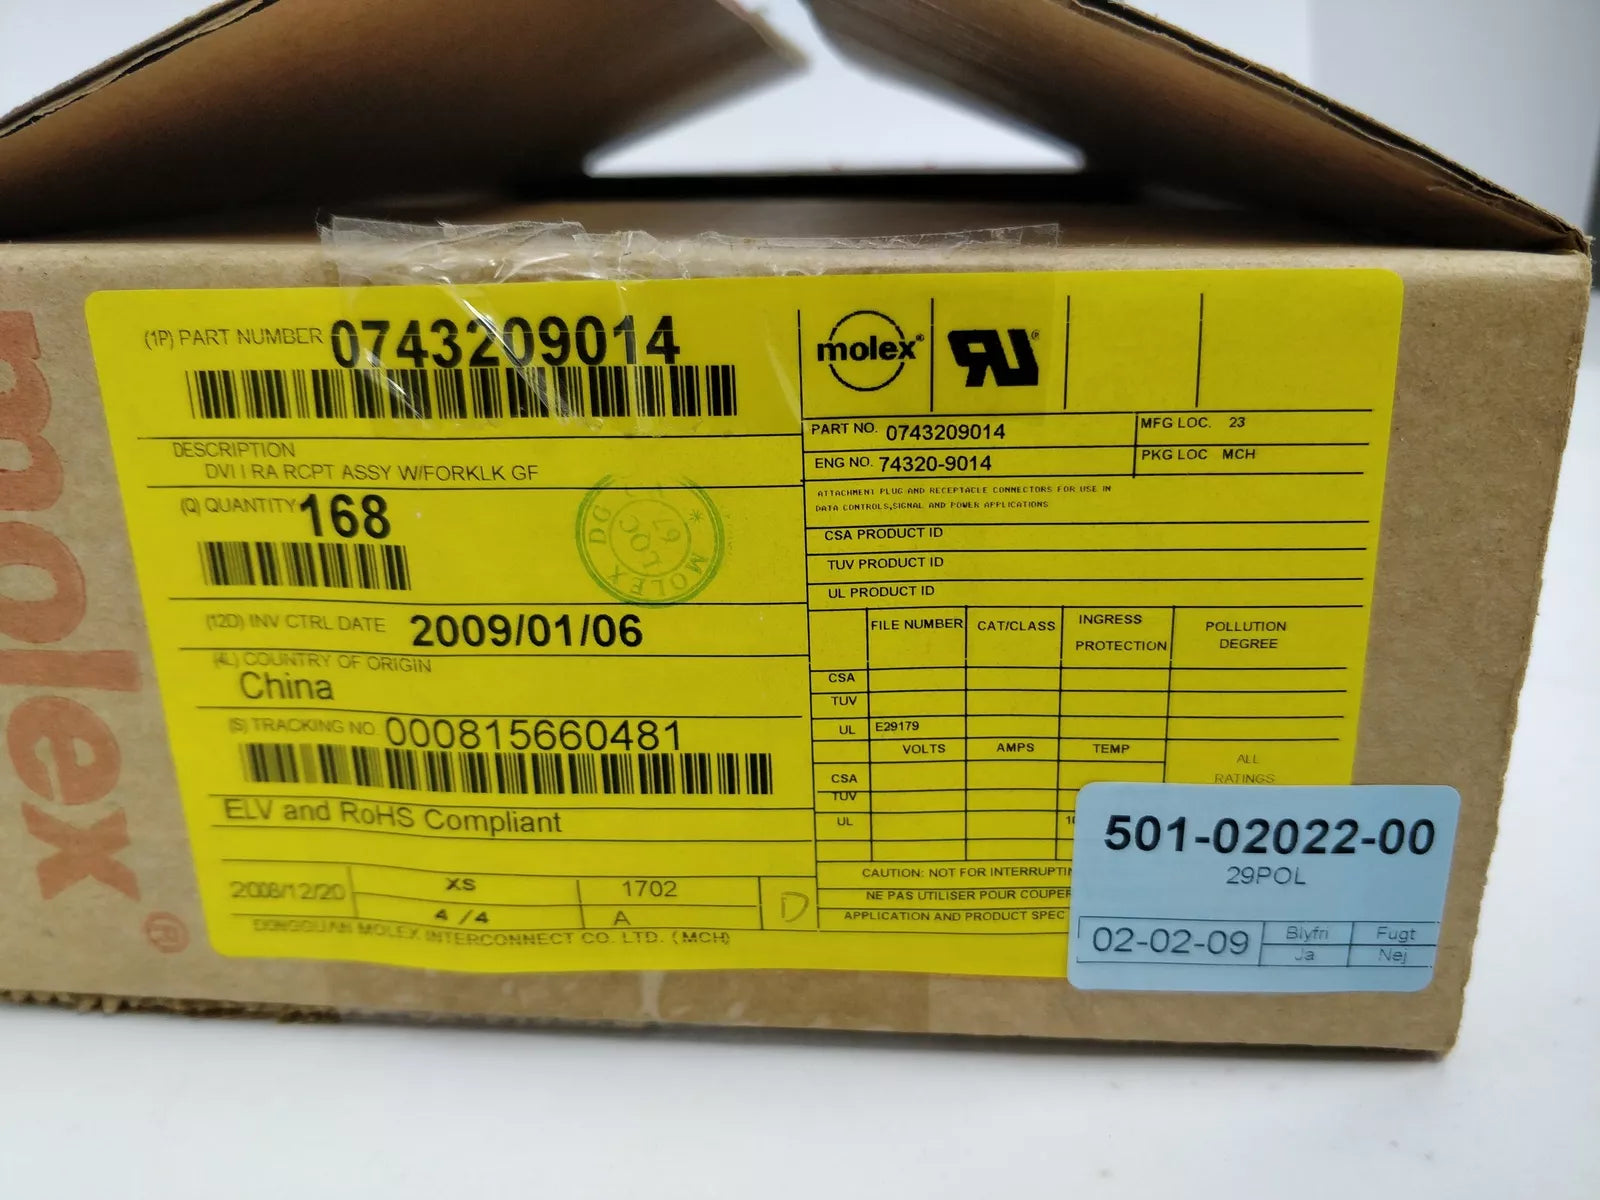 molex®
(1P) PART NUMBER 0743209014
DESCRIPTION
DVI I RA RCPT ASSY W/FORKLK GF
(Q) QUANTITY 168
DG MOLEX *
(12D) INV CTRL DATE 2009/01/06
(4L) COUNTRY OF ORIGIN
China
(S) TRACKING NO. 000815660481
ELV and RoHS Compliant
2008/12/20 XS 1702 D
4 /4 A
DONGGUAN MOLEX INTERCONNECT CO. LTD. (MCH)
molex® RU®
PART NO. 0743209014 MFG LOC. 23
ENG NO. 74320-9014 PKG LOC MCH
ATTACHMENT PLUG AND RECEPTACLE CONNECTORS FOR USE IN
DATA CONTROLS,SIGNAL AND POWER APPLICATIONS
CSA PRODUCT ID
TUV PRODUCT ID
UL PRODUCT ID
FILE NUMBER CAT/CLASS INGRESS PROTECTION POLLUTION DEGREE
CSA
TUV
UL E29179
VOLTS AMPS TEMP ALL
CSA RATINGS
TUV
UL
CAUTION: NOT FOR
NE PAS UTILISER POUR
APPLICATION AND PRODUCT SPEC
501-02022-00
29POL
02-02-09 Blyfri Fugt
Ja Nej